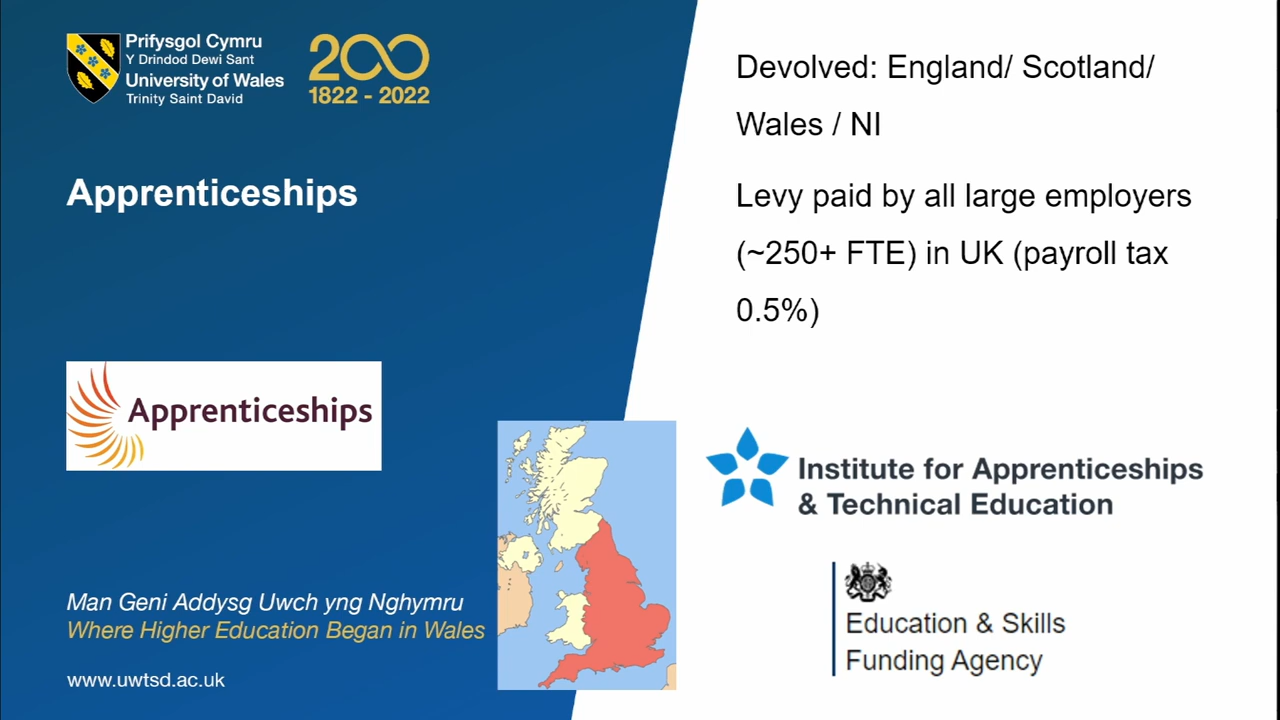 Prifysgol Cymru
Y Drindod Dewi Sant
University of Wales
Trinity Saint David
200
1822 - 2022
Apprenticeships
Apprenticeships
Man Geni Addysg Uwch yng Nghymru
Where Higher Education Began in Wales
www.uwtsd.ac.uk
Devolved: England/ Scotland/
Wales / NI
Levy paid by all large employers
(~250+ FTE) in UK (payroll tax
0.5%)
Institute for Apprenticeships
& Technical Education
Education & Skills
Funding Agency